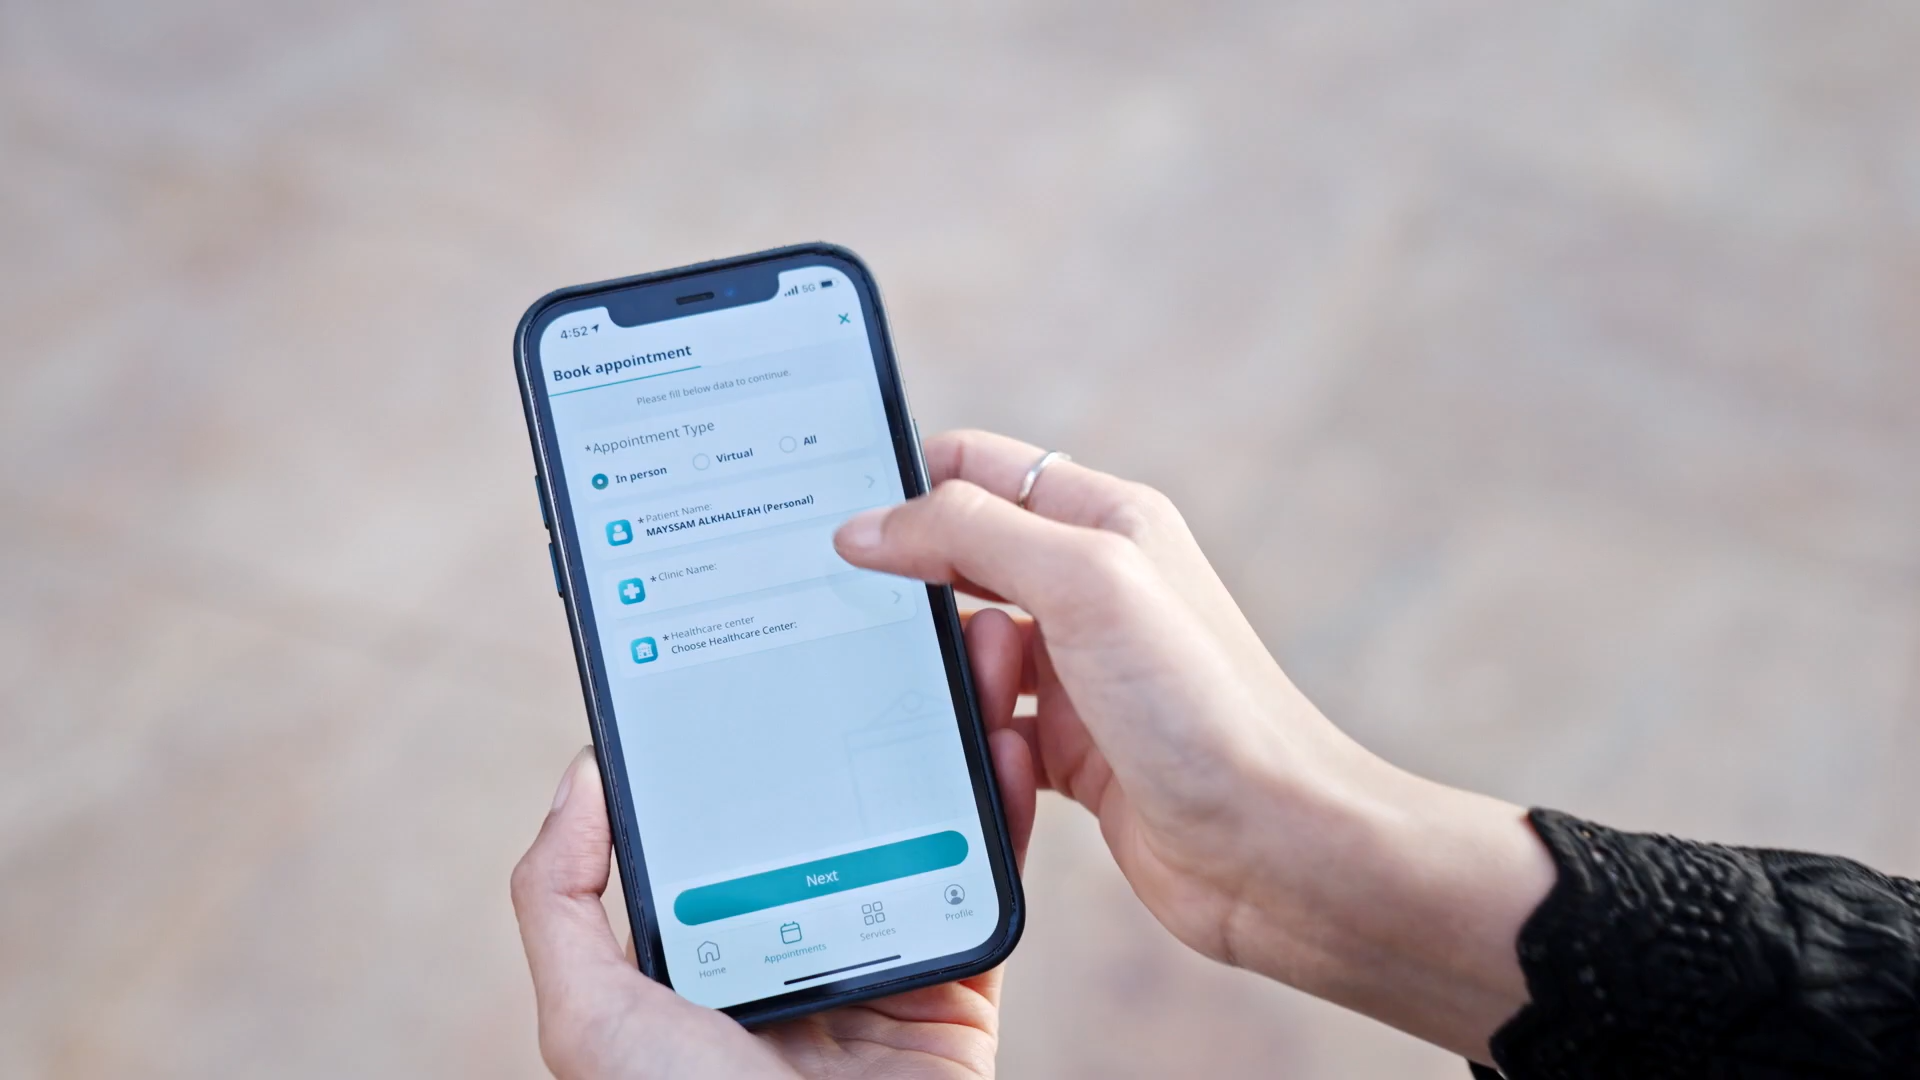 4:52
5G
Book appointment
Please fill below data to continue.
*Appointment Type
In person
Virtual
All
*Patient Name:
MAYSSAM ALKHALIFAH (Personal)
*Clinic Name:
*Healthcare center
Choose Healthcare Center:
Next
Home
Appointments
Services
Profile